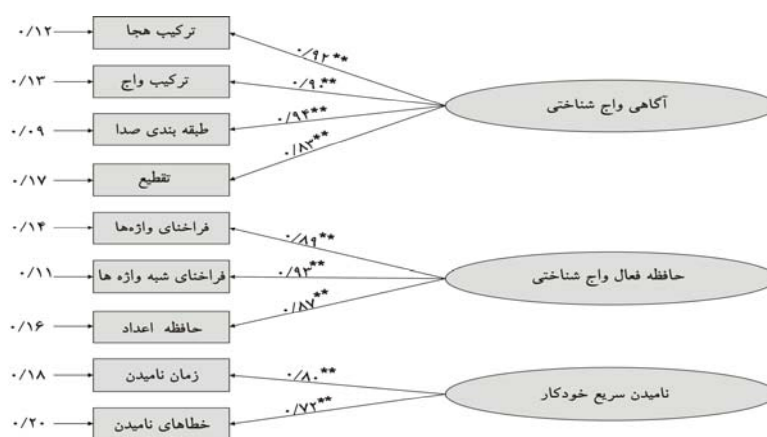 ۰/۱۲ ترکیب هجا ۰/۹۲**
۰/۱۳ ترکیب واج ۰/۹۰**
آگاهی واج شناختی
۰/۰۹ طبقه بندی صدا ۰/۹۴**
۰/۱۷ تقطیع ۰/۸۳**
۰/۱۴ فراخنای واژه‌ها ۰/۸۹**
۰/۱۱ فراخنای شبه واژه ها ۰/۹۳**
حافظه فعال واج شناختی
۰/۱۶ حافظه اعداد ۰/۸۷**
۰/۱۸ زمان نامیدن ۰/۸۰**
نامیدن سریع خودکار
۰/۲۰ خطاهای نامیدن ۰/۷۲**